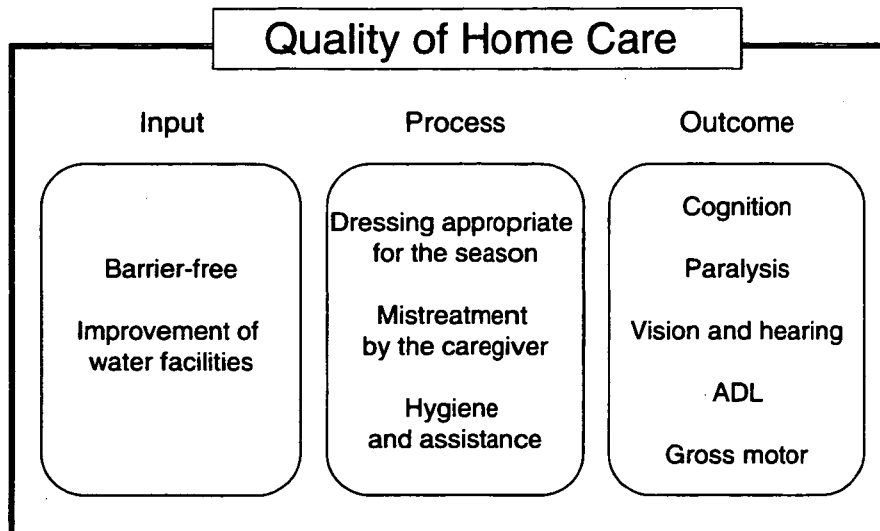 Quality of Home Care
Input
Process
Outcome
Barrier-free
Improvement of
water facilities
Dressing appropriate
for the season
Mistreatment
by the caregiver
Hygiene
and assistance
Cognition
Paralysis
Vision and hearing
ADL
Gross motor